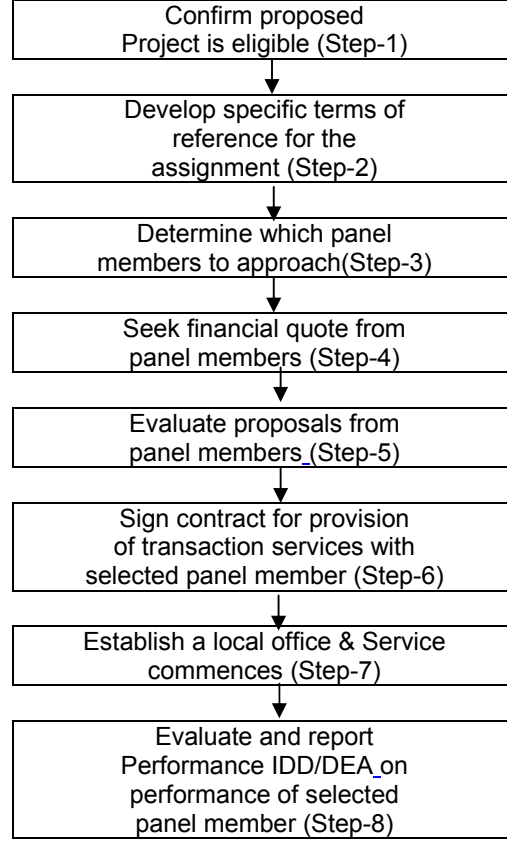 Confirm proposed
Project is eligible (Step-1)
Develop specific terms of
reference for the
assignment (Step-2)
Determine which panel
members to approach(Step-3)
Seek financial quote from
panel members (Step-4)
Evaluate proposals from
panel members (Step-5)
Sign contract for provision
of transaction services with
selected panel member (Step-6)
Establish a local office & Service
commences (Step-7)
Evaluate and report
Performance IDD/DEA on
performance of selected
panel member (Step-8)